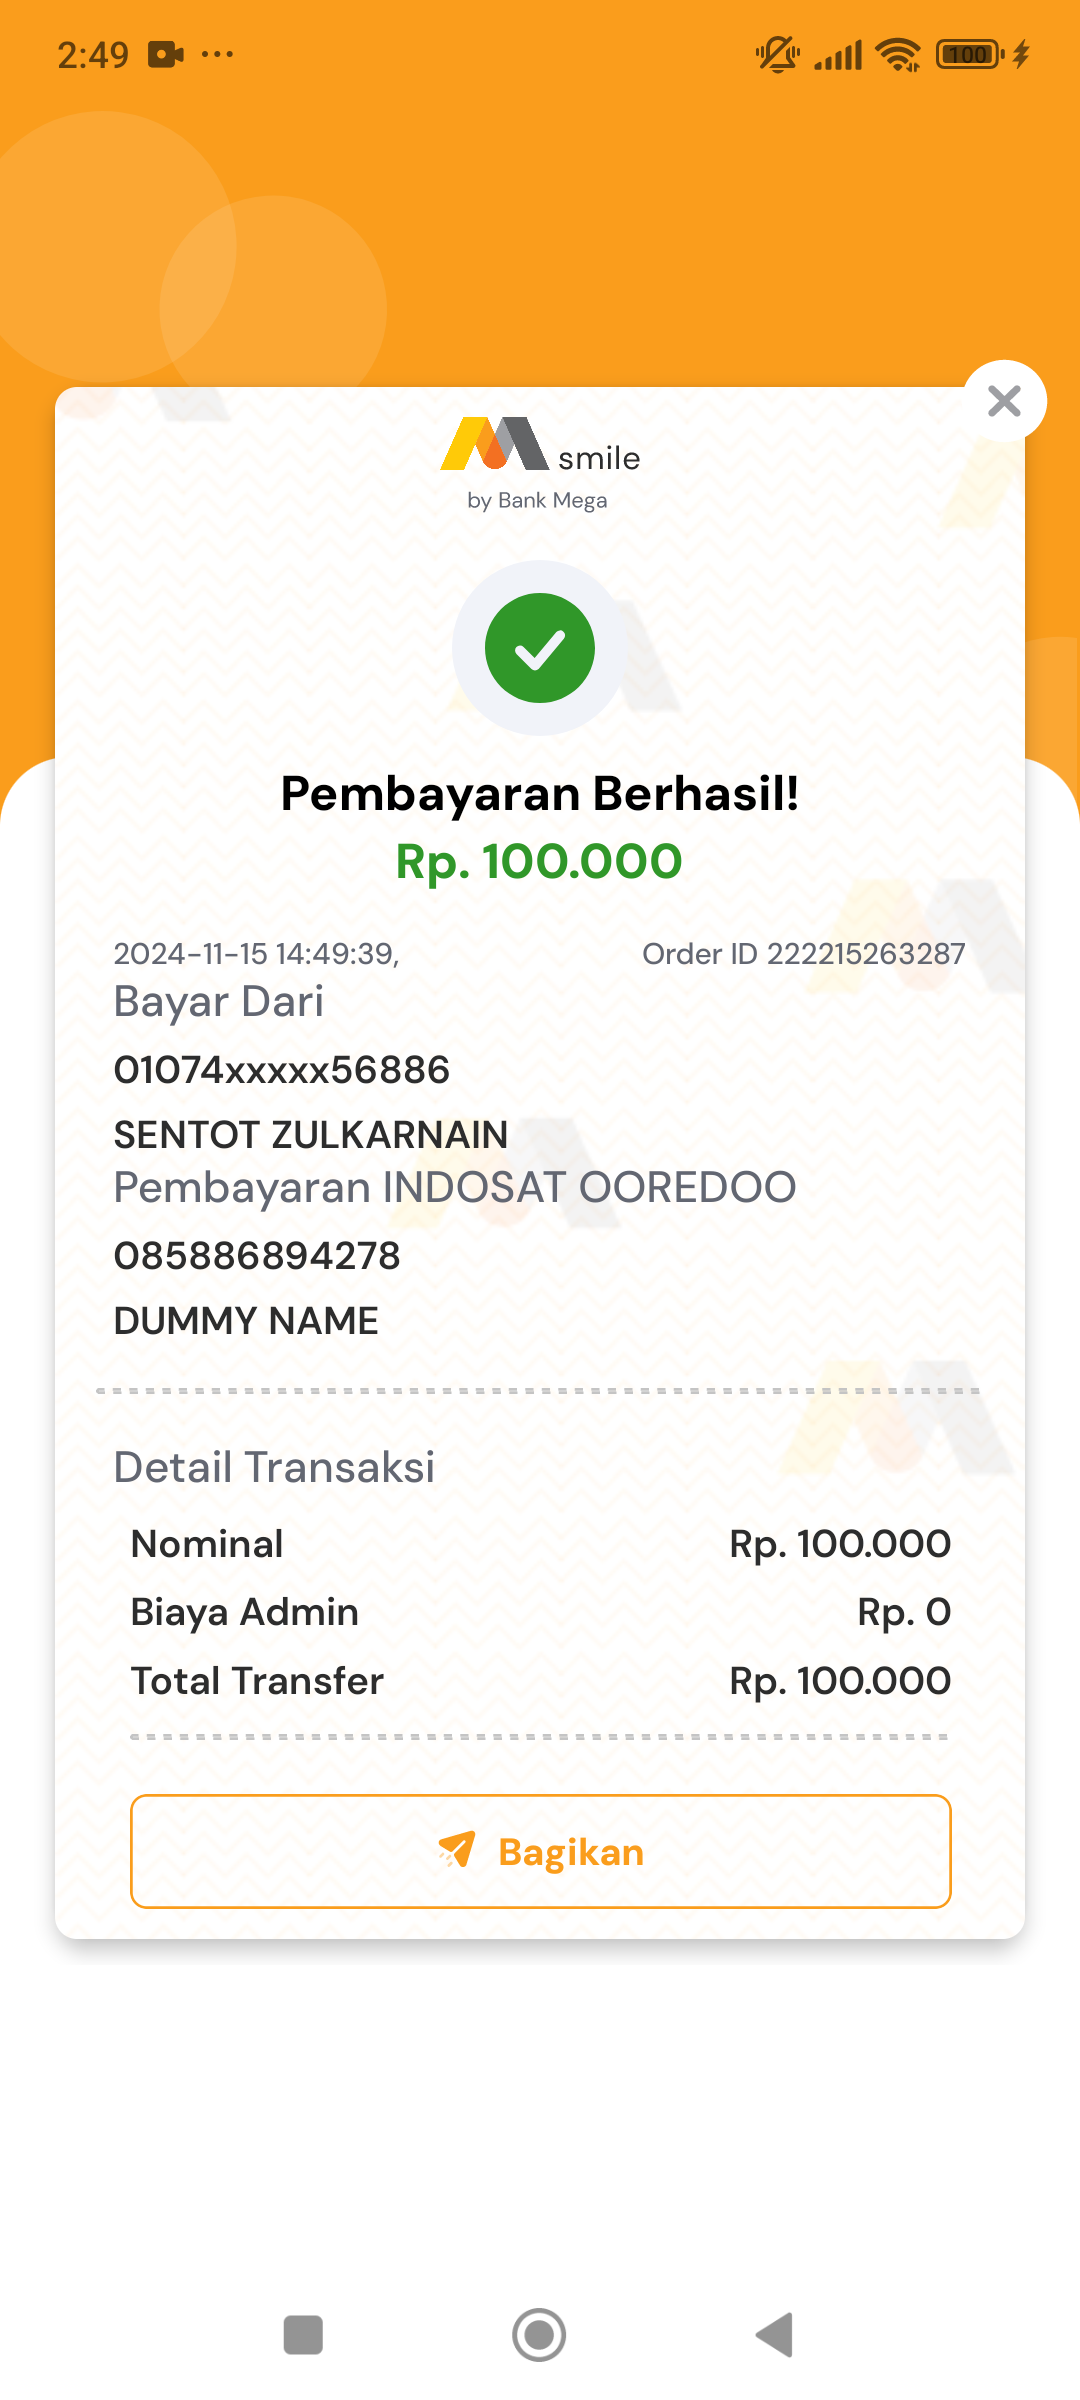 2:49
100
smile
by Bank Mega
Pembayaran Berhasil!
Rp. 100.000
2024-11-15 14:49:39, Order ID 222215263287
Bayar Dari
01074xxxxx56886
SENTOT ZULKARNAIN
Pembayaran INDOSAT OOREDOO
085886894278
DUMMY NAME
Detail Transaksi
Nominal Rp. 100.000
Biaya Admin Rp. 0
Total Transfer Rp. 100.000
Bagikan